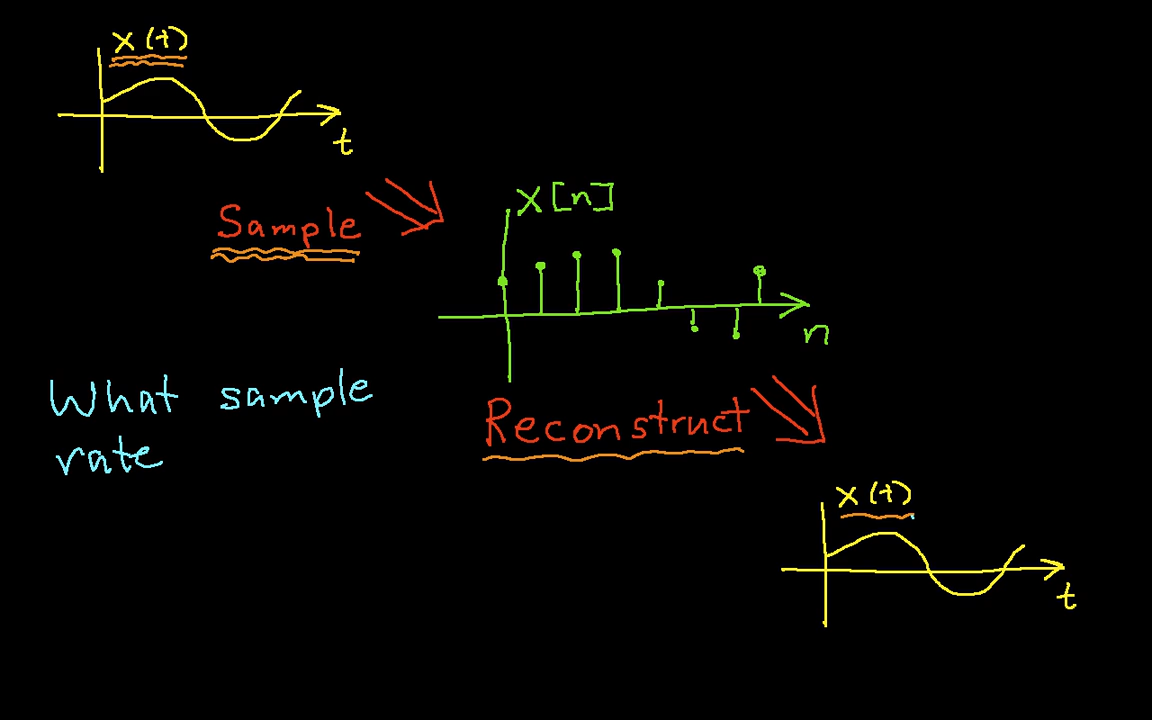 x(t)
t
Sample
x[n]
n
What sample
rate
Reconstruct
x(t)
t